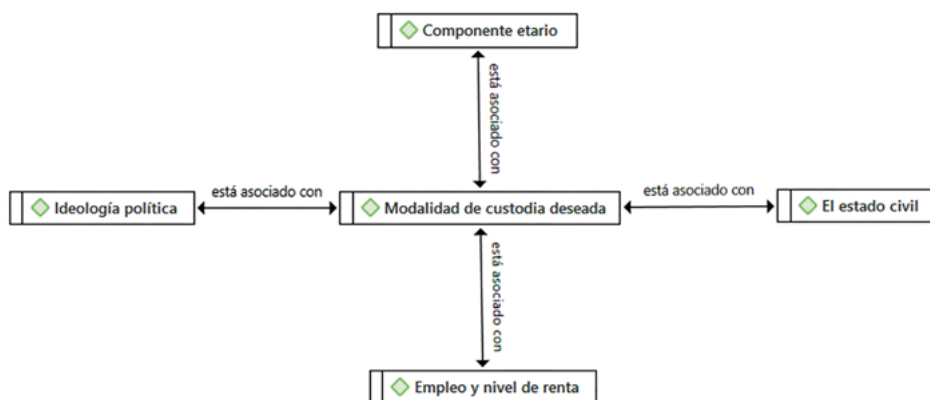 Componente etario
está asociado con
Ideología política
está asociado con
Modalidad de custodia deseada
está asociado con
El estado civil
está asociado con
Empleo y nivel de renta